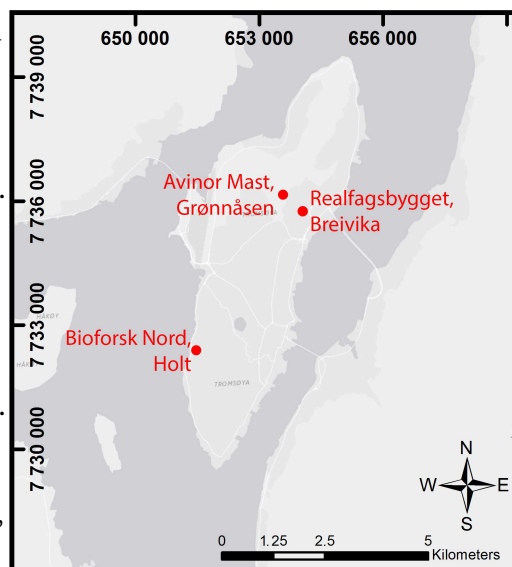 650 000 653 000 656 000
7 739 000
7 736 000
7 733 000
7 730 000
Avinor Mast,
Grønnåsen
Realfagsbygget,
Breivika
Bioforsk Nord,
Holt
HÅKØY
TROMSØYA
N
W E
S
0 1.25 2.5 5
Kilometers